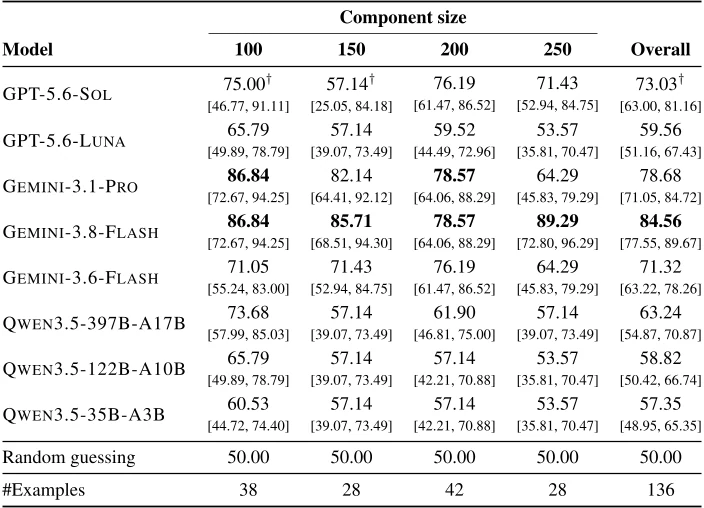 Component size
Model 100 150 200 250 Overall
GPT-5.6-SOL 75.00† 57.14† 76.19 71.43 73.03†
[46.77, 91.11] [25.05, 84.18] [61.47, 86.52] [52.94, 84.75] [63.00, 81.16]
GPT-5.6-LUNA 65.79 57.14 59.52 53.57 59.56
[49.89, 78.79] [39.07, 73.49] [44.49, 72.96] [35.81, 70.47] [51.16, 67.43]
GEMINI-3.1-PRO 86.84 82.14 78.57 64.29 78.68
[72.67, 94.25] [64.41, 92.12] [64.06, 88.29] [45.83, 79.29] [71.05, 84.72]
GEMINI-3.8-FLASH 86.84 85.71 78.57 89.29 84.56
[72.67, 94.25] [68.51, 94.30] [64.06, 88.29] [72.80, 96.29] [77.55, 89.67]
GEMINI-3.6-FLASH 71.05 71.43 76.19 64.29 71.32
[55.24, 83.00] [52.94, 84.75] [61.47, 86.52] [45.83, 79.29] [63.22, 78.26]
QWEN3.5-397B-A17B 73.68 57.14 61.90 57.14 63.24
[57.99, 85.03] [39.07, 73.49] [46.81, 75.00] [39.07, 73.49] [54.87, 70.87]
QWEN3.5-122B-A10B 65.79 57.14 57.14 53.57 58.82
[49.89, 78.79] [39.07, 73.49] [42.21, 70.88] [35.81, 70.47] [50.42, 66.74]
QWEN3.5-35B-A3B 60.53 57.14 57.14 53.57 57.35
[44.72, 74.40] [39.07, 73.49] [42.21, 70.88] [35.81, 70.47] [48.95, 65.35]
Random guessing 50.00 50.00 50.00 50.00 50.00
#Examples 38 28 42 28 136